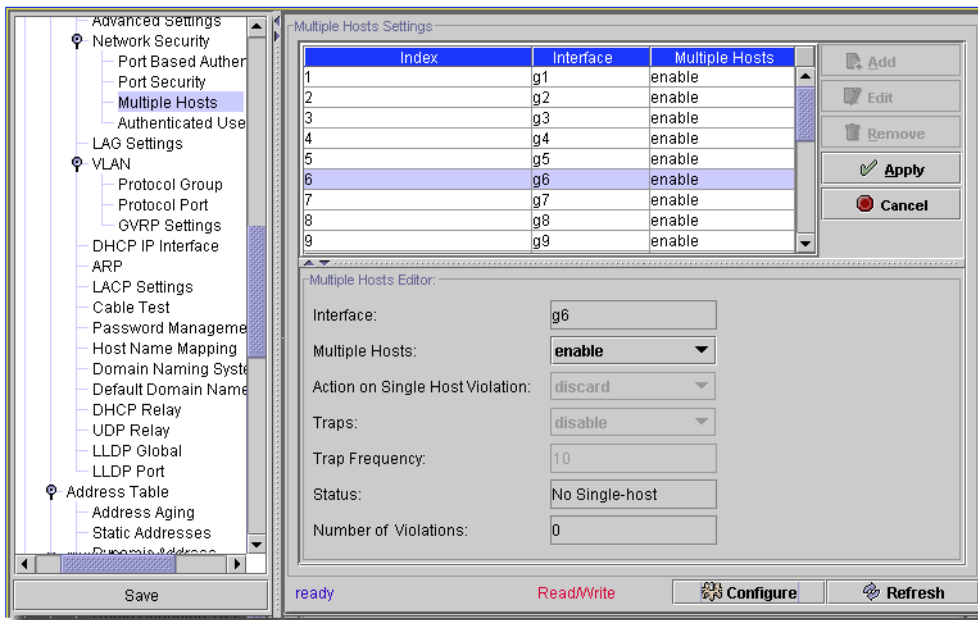 Advanced Settings
Network Security
Port Based Authen
Port Security
Multiple Hosts
Authenticated Use
LAG Settings
VLAN
Protocol Group
Protocol Port
GVRP Settings
DHCP IP Interface
ARP
LACP Settings
Cable Test
Password Manageme
Host Name Mapping
Domain Naming Syste
Default Domain Name
DHCP Relay
UDP Relay
LLDP Global
LLDP Port
Address Table
Address Aging
Static Addresses
Dynamic Address
Save
Multiple Hosts Settings
Index Interface Multiple Hosts
1 g1 enable
2 g2 enable
3 g3 enable
4 g4 enable
5 g5 enable
6 g6 enable
7 g7 enable
8 g8 enable
9 g9 enable
Add
Edit
Remove
Apply
Cancel
Multiple Hosts Editor:
Interface: g6
Multiple Hosts: enable
Action on Single Host Violation: discard
Traps: disable
Trap Frequency: 10
Status: No Single-host
Number of Violations: 0
ready Read/Write Configure Refresh